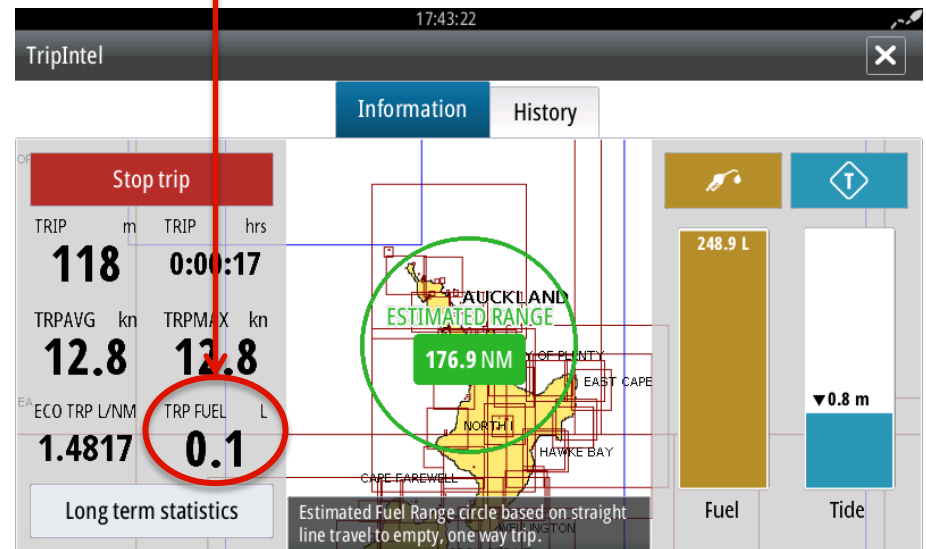 17:43:22
TripIntel
Information
History
Stop trip
TRIP m
TRIP hrs
118
0:00:17
TRPAVG kn
TRPMAX kn
12.8
12.8
ECO TRP L/NM
TRP FUEL L
1.4817
0.1
Long term statistics
AUCKLAND
ESTIMATED RANGE
176.9 NM
Y OF PLENTY
EAST CAPE
NORTH I
HAWKE BAY
CAPE FAREWELL
WELLINGTON
Estimated Fuel Range circle based on straight
line travel to empty, one way trip.
T
248.9 L
▼0.8 m
Fuel
Tide